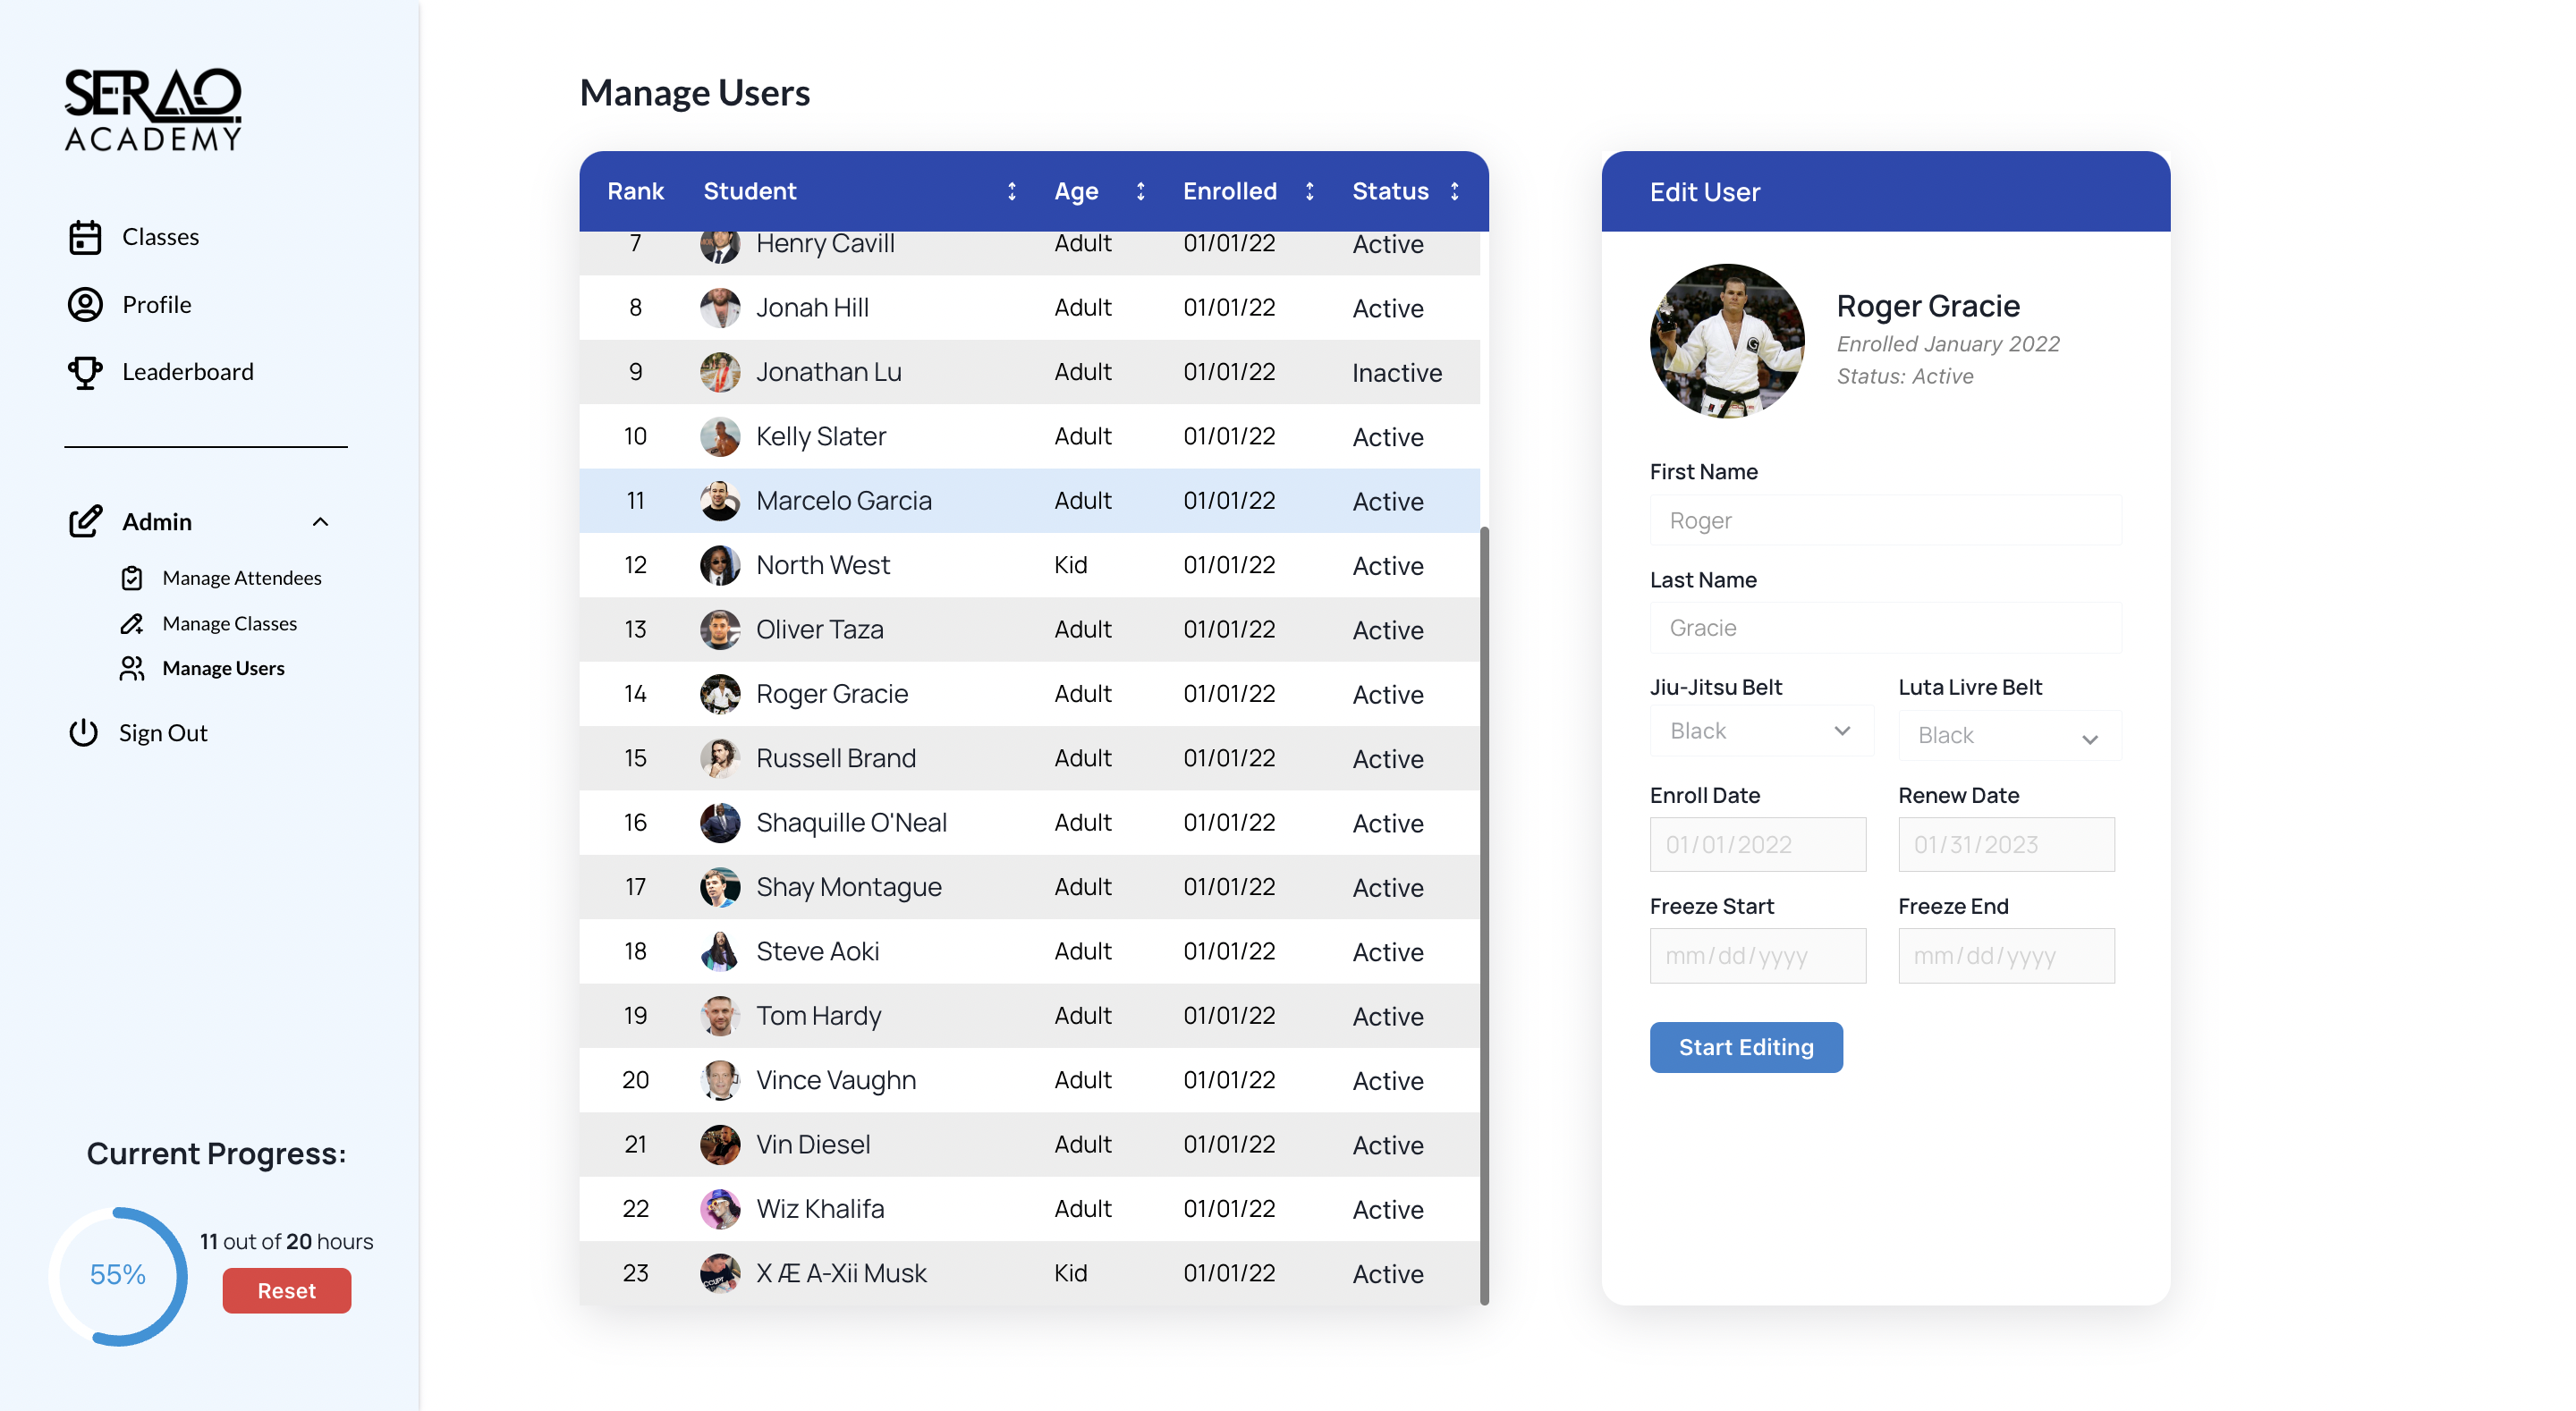 SERAO
ACADEMY
Classes
Profile
Leaderboard
Admin
Manage Attendees
Manage Classes
Manage Users
Sign Out
Current Progress:
55%
11 out of 20 hours
Reset
Manage Users
Rank Student Age Enrolled Status
7 Henry Cavill Adult 01/01/22 Active
8 Jonah Hill Adult 01/01/22 Active
9 Jonathan Lu Adult 01/01/22 Inactive
10 Kelly Slater Adult 01/01/22 Active
11 Marcelo Garcia Adult 01/01/22 Active
12 North West Kid 01/01/22 Active
13 Oliver Taza Adult 01/01/22 Active
14 Roger Gracie Adult 01/01/22 Active
15 Russell Brand Adult 01/01/22 Active
16 Shaquille O'Neal Adult 01/01/22 Active
17 Shay Montague Adult 01/01/22 Active
18 Steve Aoki Adult 01/01/22 Active
19 Tom Hardy Adult 01/01/22 Active
20 Vince Vaughn Adult 01/01/22 Active
21 Vin Diesel Adult 01/01/22 Active
22 Wiz Khalifa Adult 01/01/22 Active
23 X Æ A-Xii Musk Kid 01/01/22 Active
Edit User
Roger Gracie
Enrolled January 2022
Status: Active
First Name
Roger
Last Name
Gracie
Jiu-Jitsu Belt Luta Livre Belt
Black Black
Enroll Date Renew Date
01/01/2022 01/31/2023
Freeze Start Freeze End
mm/dd/yyyy mm/dd/yyyy
Start Editing